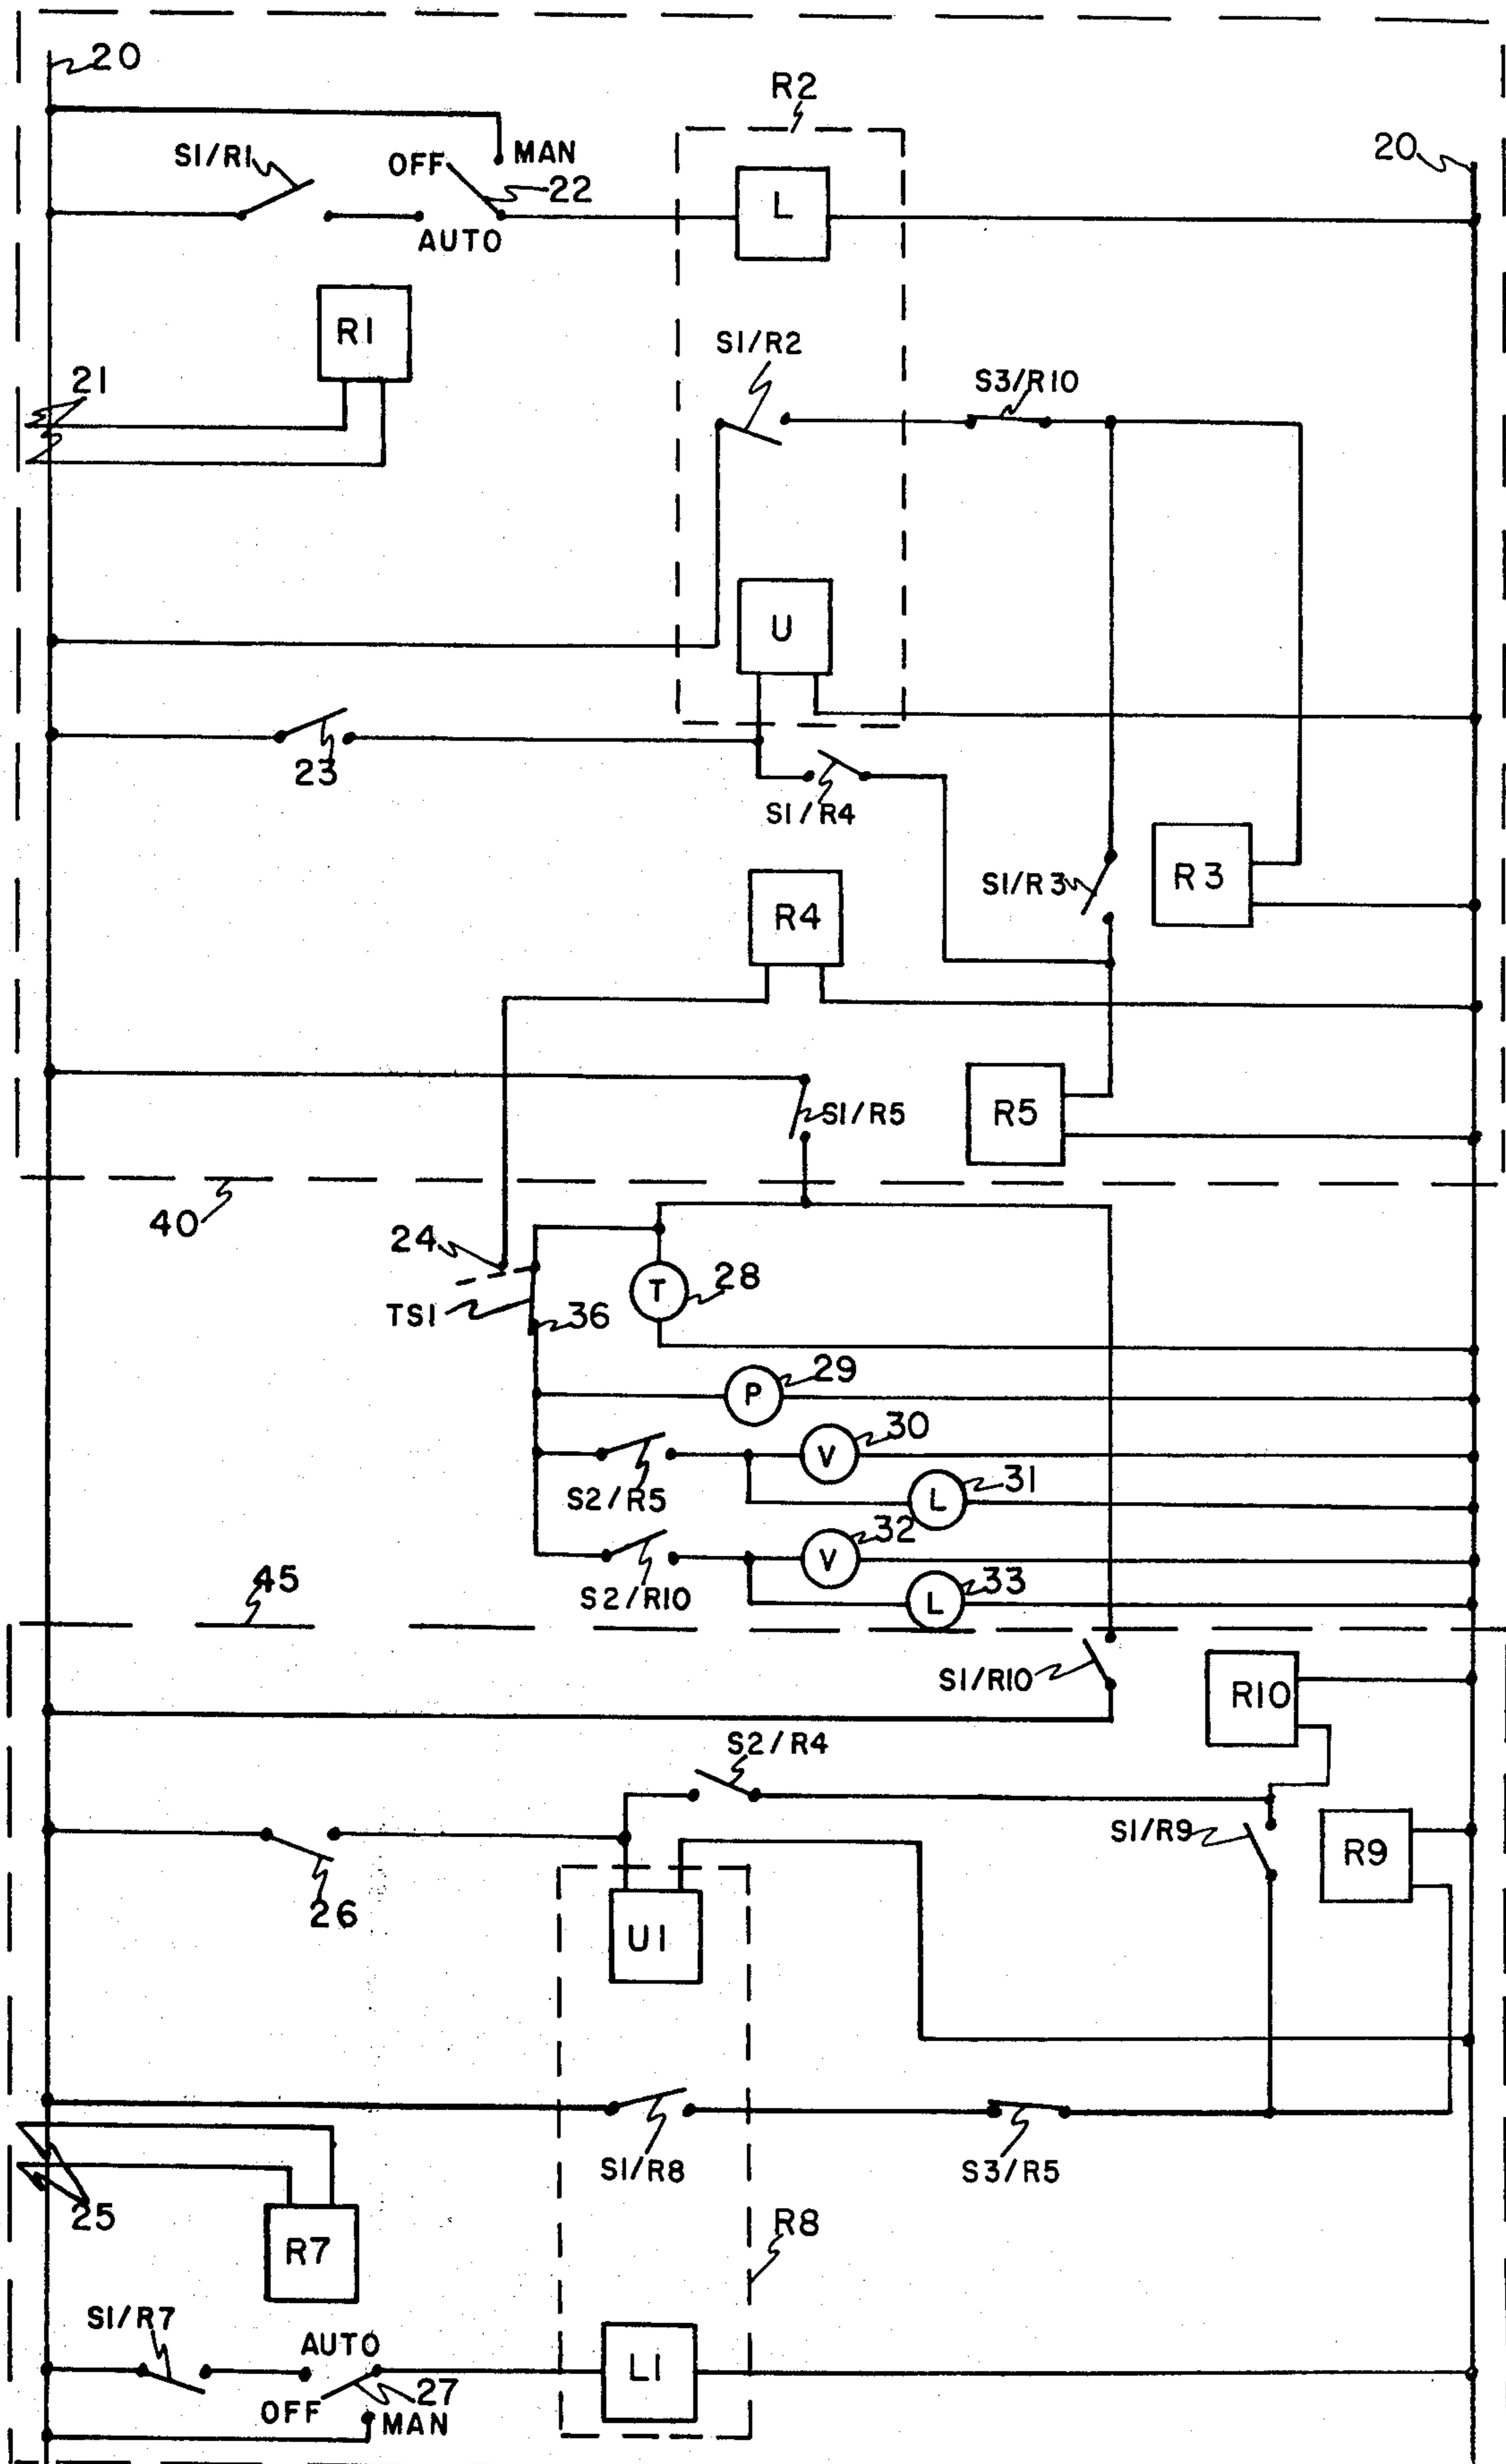 20
R2
S1/R1
OFF
MAN
22
AUTO
L
20
R1
S1/R2
S3/R10
21
U
23
S1/R4
S1/R3
R3
R4
S1/R5
R5
40
24
T
28
TS1
36
P
29
V
30
S2/R5
L
31
V
32
45
S2/R10
L
33
S1/R10
R10
S2/R4
S1/R9
R9
26
U1
S1/R8
S3/R5
25
R7
R8
S1/R7
AUTO
L1
27
OFF
MAN